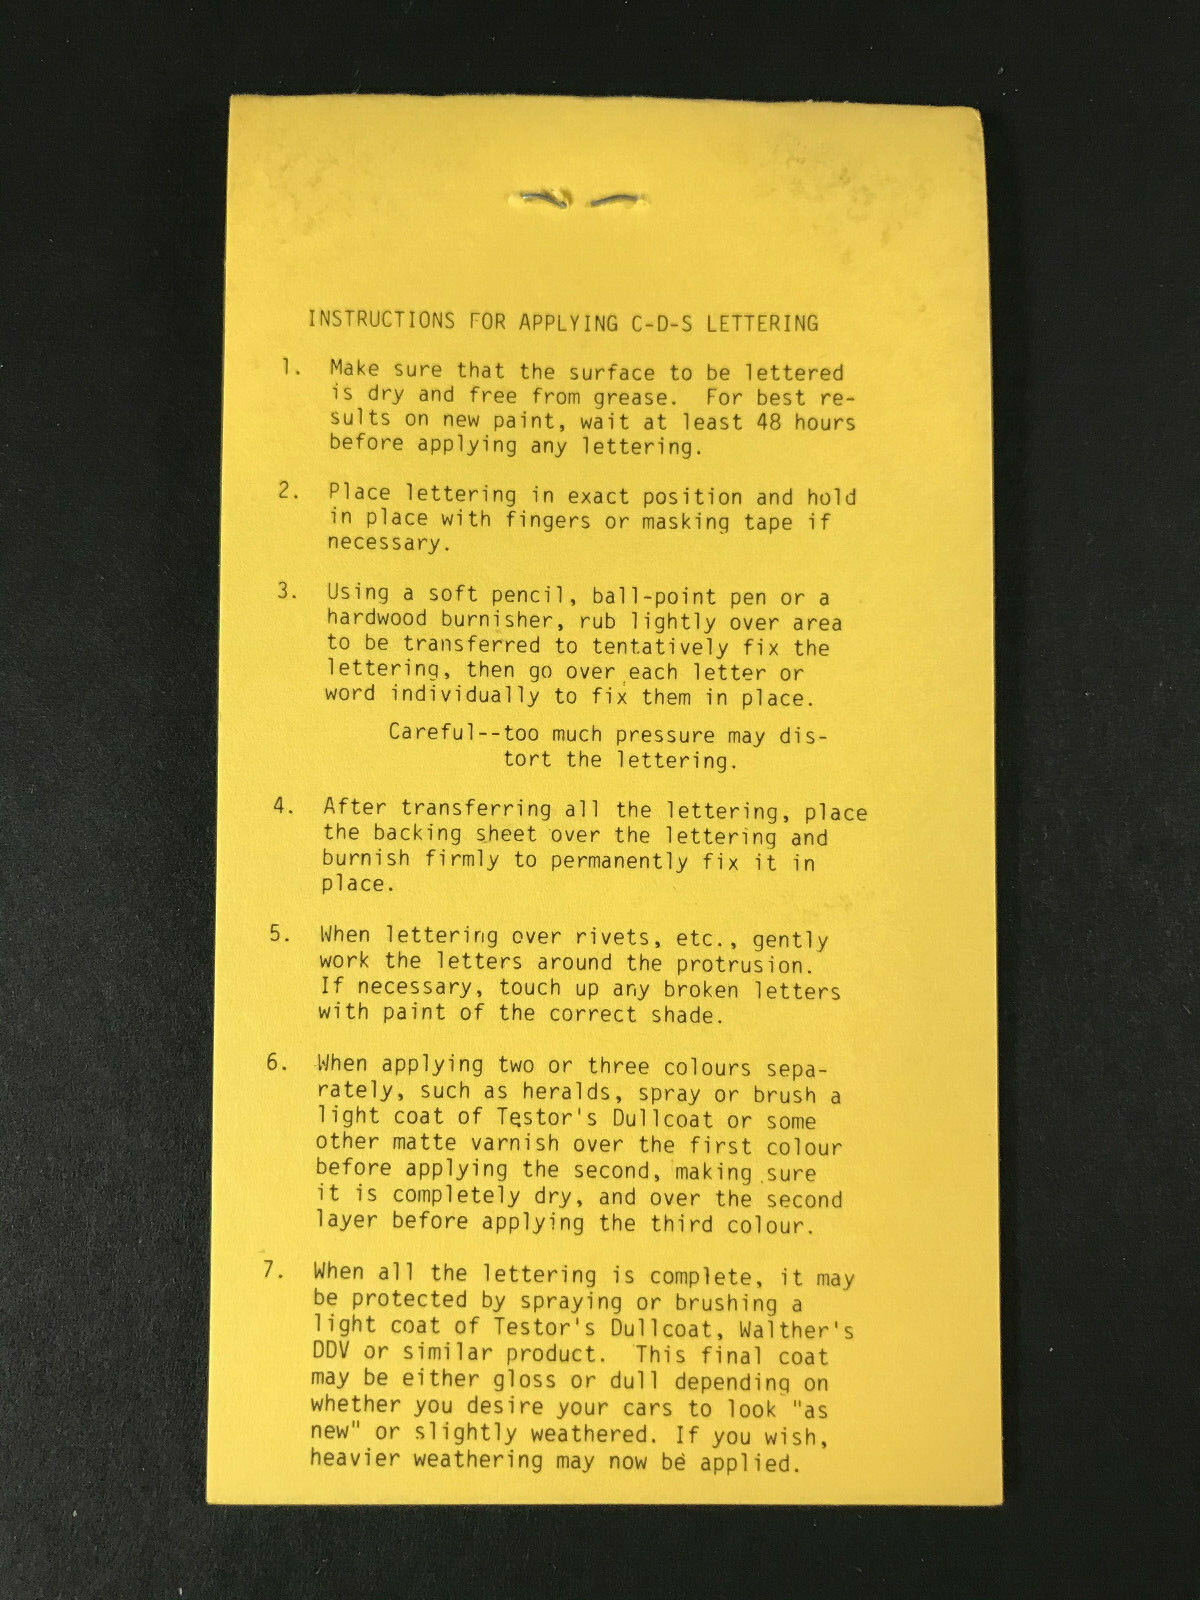 INSTRUCTIONS FOR APPLYING C-D-S LETTERING
1. Make sure that the surface to be lettered
is dry and free from grease. For best re-
sults on new paint, wait at least 48 hours
before applying any lettering.
2. Place lettering in exact position and hold
in place with fingers or masking tape if
necessary.
3. Using a soft pencil, ball-point pen or a
hardwood burnisher, rub lightly over area
to be transferred to tentatively fix the
lettering, then go over each letter or
word individually to fix them in place.
Careful--too much pressure may dis-
tort the lettering.
4. After transferring all the lettering, place
the backing sheet over the lettering and
burnish firmly to permanently fix it in
place.
5. When lettering over rivets, etc., gently
work the letters around the protrusion.
If necessary, touch up any broken letters
with paint of the correct shade.
6. When applying two or three colours sepa-
rately, such as heralds, spray or brush a
light coat of Testor's Dullcoat or some
other matte varnish over the first colour
before applying the second, making sure
it is completely dry, and over the second
layer before applying the third colour.
7. When all the lettering is complete, it may
be protected by spraying or brushing a
light coat of Testor's Dullcoat, Walther's
DDV or similar product. This final coat
may be either gloss or dull depending on
whether you desire your cars to look "as
new" or slightly weathered. If you wish,
heavier weathering may now be applied.